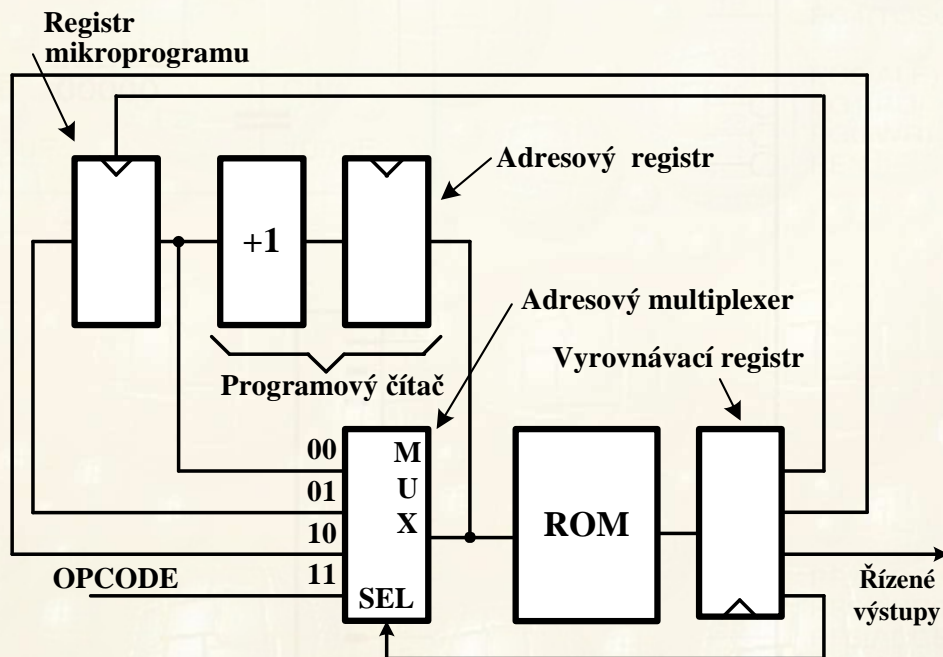 Registr
mikroprogramu
Adresový registr
+1
Adresový multiplexer
Vyrovnávací registr
Programový čítač
00
01
10
11
M
U
X
SEL
OPCODE
ROM
Řízené
výstupy